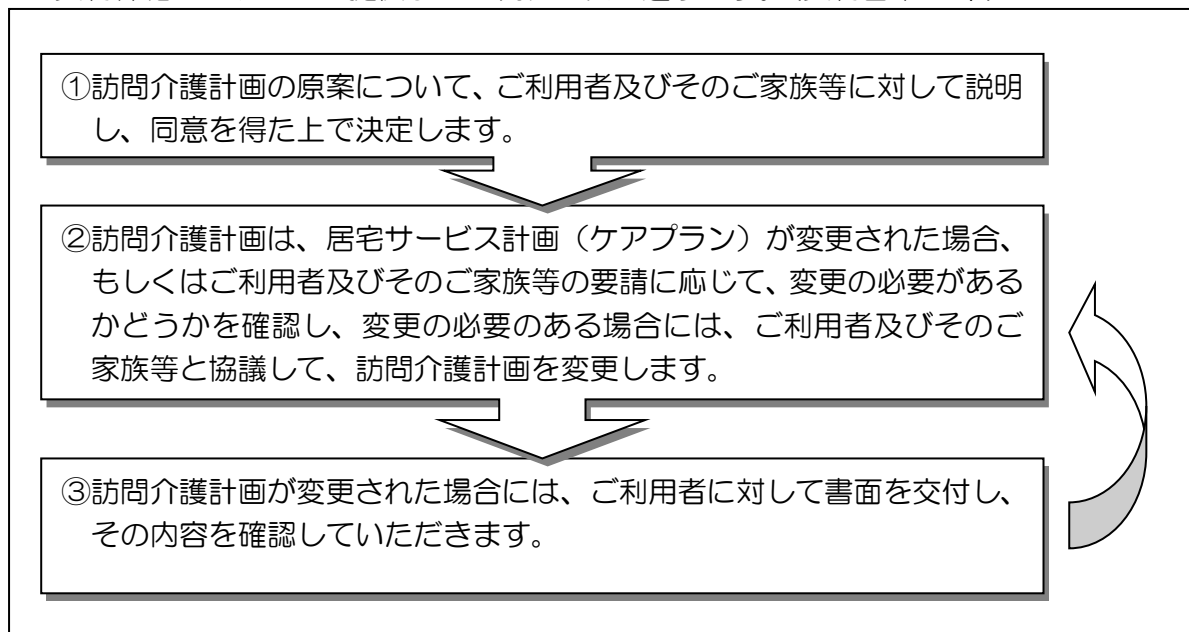 ①訪問介護計画の原案について、ご利用者及びそのご家族等に対して説明
し、同意を得た上で決定します。
②訪問介護計画は、居宅サービス計画（ケアプラン）が変更された場合、
もしくはご利用者及びそのご家族等の要請に応じて、変更の必要がある
かどうかを確認し、変更の必要のある場合には、ご利用者及びそのご
家族等と協議して、訪問介護計画を変更します。
③訪問介護計画が変更された場合には、ご利用者に対して書面を交付し、
その内容を確認していただきます。